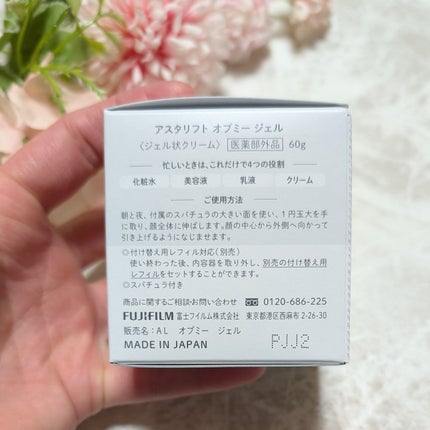 アスタリフト オプミー ジェル
〈ジェル状クリーム〉 医薬部外品 60g
忙しいときは、これだけで4つの役割
化粧水 美容液 乳液 クリーム
ご使用方法
朝と夜、付属のスパチュラの大きい面を使い、1円玉大を手
に取り、顔全体に伸ばします。顔の中心から外側へ向かって
引き上げるようになじませます。
◎付け替え用レフィル対応(別売)
使い終わった後、内容器を取り外し、別売の付け替え用
レフィルをセットすることができます。
◎スパチュラ付き
商品に関するご相談・お問い合わせ ☎ 0120-686-225
FUJIFILM 富士フイルム株式会社 東京都港区西麻布 2-26-30
販売名：AL オプミー ジェル
MADE IN JAPAN PJJ2